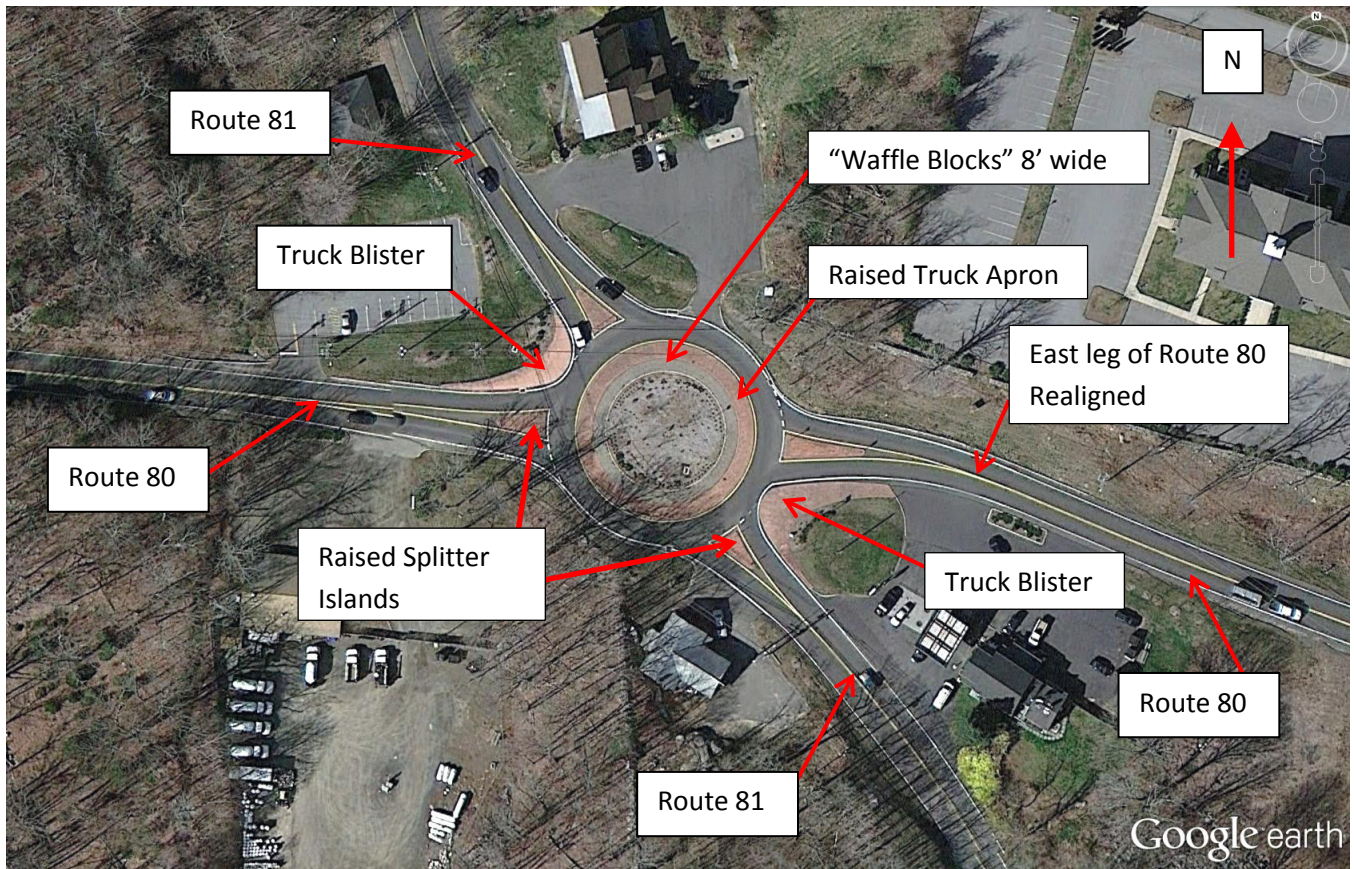 N
Route 81
“Waffle Blocks” 8’ wide
Truck Blister
Raised Truck Apron
East leg of Route 80
Realigned
Route 80
Raised Splitter
Islands
Truck Blister
Route 80
Route 81
Google earth
N